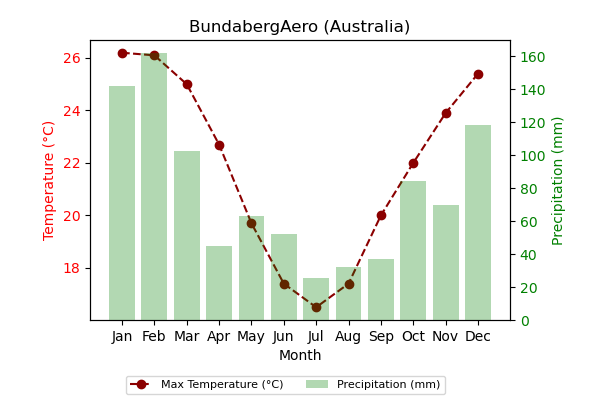 BundabergAero (Australia)
Temperature (°C)
26
24
22
20
18
160
140
120
100
80
60
40
20
0
Precipitation (mm)
Jan Feb Mar Apr May Jun Jul Aug Sep Oct Nov Dec
Month
Max Temperature (°C) Precipitation (mm)